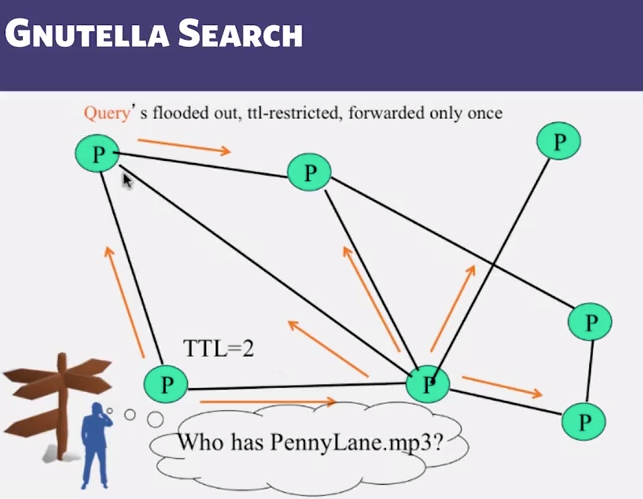 GNUTELLA SEARCH
Query's flooded out, ttl-restricted, forwarded only once
P
P
P
P
TTL=2
P
P
P
Who has PennyLane.mp3?